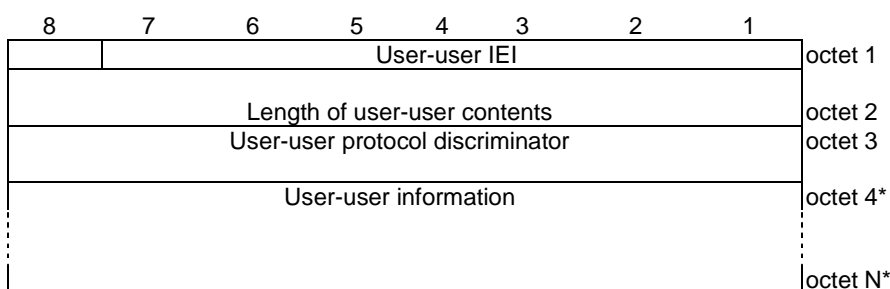 8 7 6 5 4 3 2 1
User-user IEI octet 1
Length of user-user contents octet 2
User-user protocol discriminator octet 3
User-user information octet 4*
octet N*